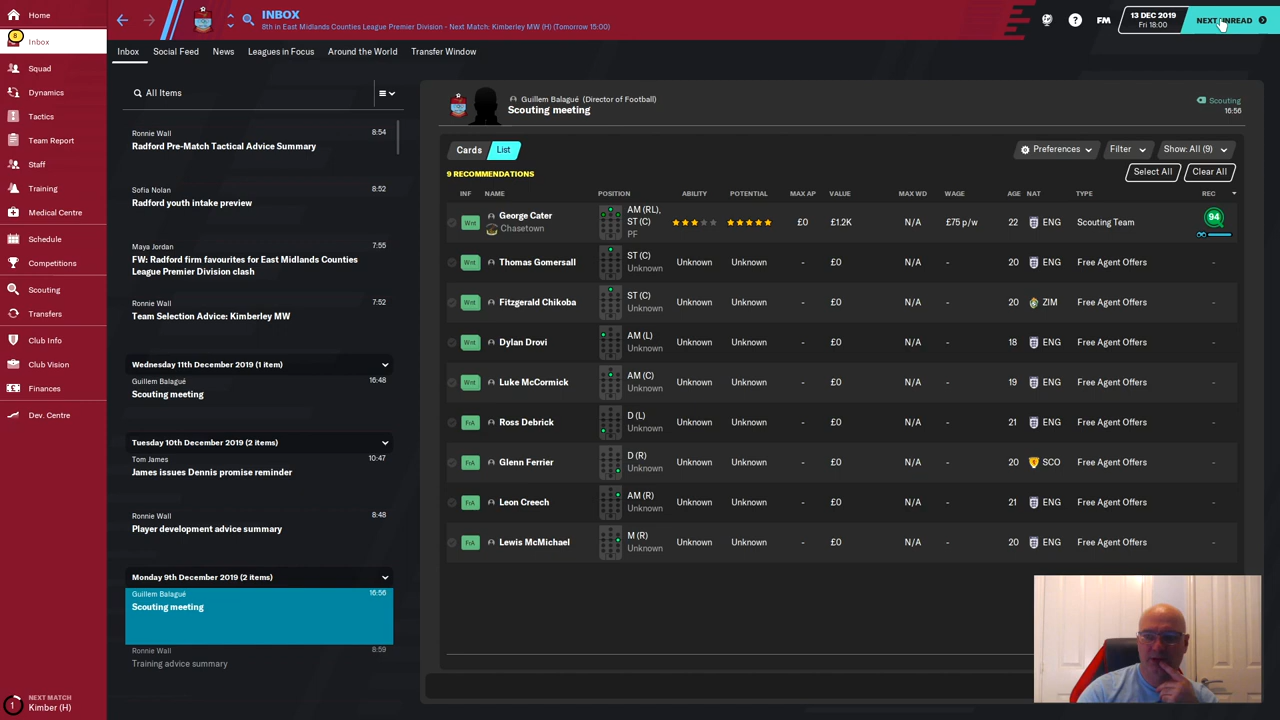 Home
INBOX
8th in East Midlands Counties League Premier Division - Next Match: Kimberley MW (H) (Tomorrow 15:00)
FM
13 DEC 2019
Fri 18:00
NEXT UNREAD
8
Inbox
Squad
Dynamics
Tactics
Team Report
Staff
Training
Medical Centre
Schedule
Competitions
Scouting
Transfers
Club Info
Club Vision
Finances
Dev. Centre
1
NEXT MATCH
Kimber (H)
Inbox
Social Feed
News
Leagues in Focus
Around the World
Transfer Window
All Items
Ronnie Wall 8:54
Radford Pre-Match Tactical Advice Summary
Sofia Nolan 8:52
Radford youth intake preview
Maya Jordan 7:55
FW: Radford firm favourites for East Midlands
Counties League Premier Division clash
Ronnie Wall 7:52
Team Selection Advice: Kimberley MW
Wednesday 11th December 2019 (1 item)
Guillem Balagué 16:48
Scouting meeting
Tuesday 10th December 2019 (2 items)
Tom James 10:47
James issues Dennis promise reminder
Ronnie Wall 8:48
Player development advice summary
Monday 9th December 2019 (2 items)
Guillem Balagué 16:56
Scouting meeting
Ronnie Wall 8:59
Training advice summary
Guillem Balagué (Director of Football)
Scouting meeting
Scouting
16:56
Cards
List
Preferences
Filter
Show: All (9)
9 RECOMMENDATIONS
Select All
Clear All
INF NAME POSITION ABILITY POTENTIAL MAX AP VALUE MAX WD WAGE AGE NAT TYPE REC
Wnt George Cater Chasetown AM (RL), ST (C) PF £0 £1.2K N/A £75 p/w 22 ENG Scouting Team 94
Wnt Thomas Gomersall ST (C) Unknown Unknown Unknown - £0 N/A - 20 ENG Free Agent Offers -
Wnt Fitzgerald Chikoba ST (C) Unknown Unknown Unknown - £0 N/A - 20 ZIM Free Agent Offers -
Wnt Dylan Drovi AM (L) Unknown Unknown Unknown - £0 N/A - 18 ENG Free Agent Offers -
Wnt Luke McCormick AM (C) Unknown Unknown Unknown - £0 N/A - 19 ENG Free Agent Offers -
FrA Ross Debrick D (L) Unknown Unknown Unknown - £0 N/A - 21 ENG Free Agent Offers -
FrA Glenn Ferrier D (R) Unknown Unknown Unknown - £0 N/A - 20 SCO Free Agent Offers -
FrA Leon Creech AM (R) Unknown Unknown Unknown - £0 N/A - 21 ENG Free Agent Offers -
FrA Lewis McMichael M (R) Unknown Unknown Unknown - £0 N/A - 20 ENG Free Agent Offers -